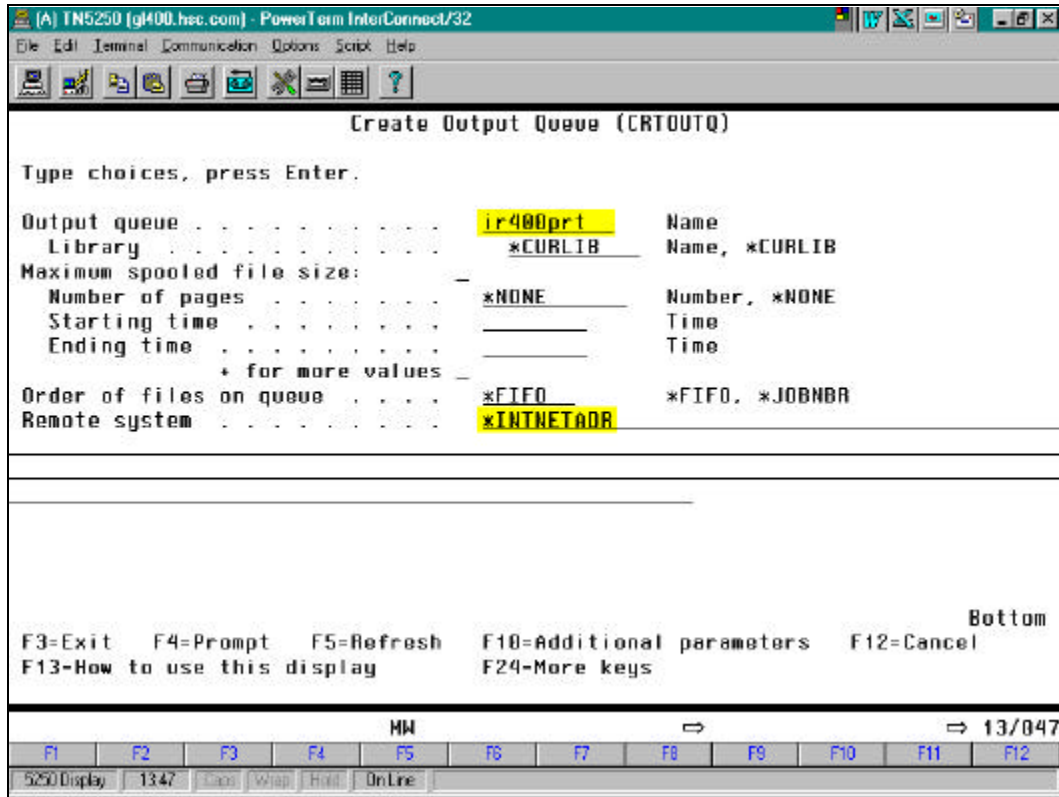 (A) TN5250 (gl400.hsc.com) - PowerTerm InterConnect/32
File Edit Terminal Communication Options Script Help
Create Output Queue (CRTOUTQ)
Type choices, press Enter.
Output queue . . . . . . . . . . ir400prt Name
Library . . . . . . . . . . *CURLIB Name, *CURLIB
Maximum spooled file size: _
Number of pages . . . . . . . *NONE Number, *NONE
Starting time . . . . . . . . Time
Ending time . . . . . . . . . Time
+ for more values _
Order of files on queue . . . . *FIFO *FIFO, *JOBNBR
Remote system . . . . . . . . . *INTNETADR
Bottom
F3=Exit F4=Prompt F5=Refresh F10=Additional parameters F12=Cancel
F13=How to use this display F24=More keys
MW ⇨ ⇨ 13/047
F1 F2 F3 F4 F5 F6 F7 F8 F9 F10 F11 F12
5250 Display 13:47 Caps Wrap Hold On Line